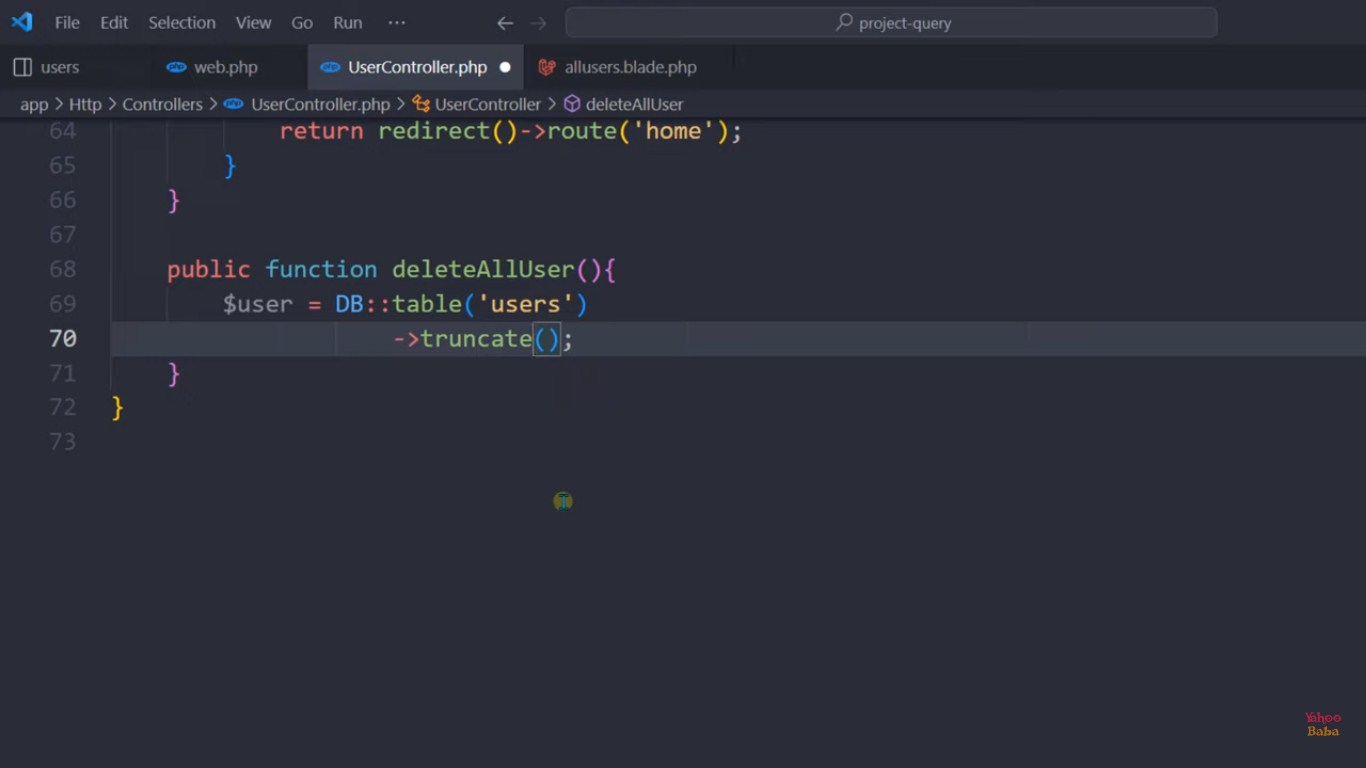 File Edit Selection View Go Run ··· ← → project-query
users web.php UserController.php ● allusers.blade.php
app > Http > Controllers > UserController.php > UserController > deleteAllUser
64 return redirect()->route('home');
65 }
66 }
67
68 public function deleteAllUser(){
69 $user = DB::table('users')
70 ->truncate();
71 }
72 }
73
Yahoo
Baba